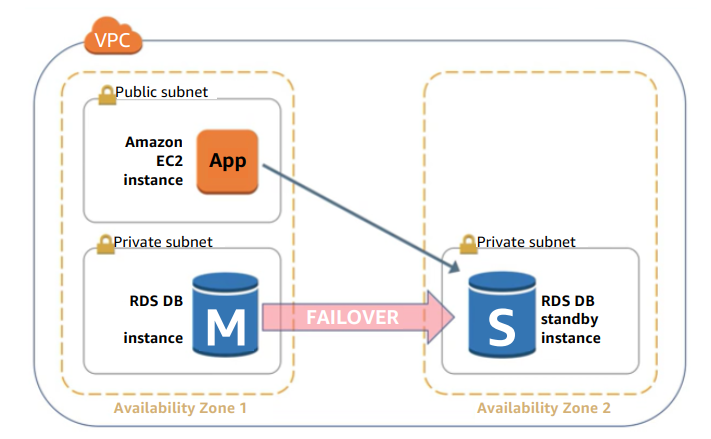 VPC
Public subnet
Amazon
EC2
instance
App
Private subnet
RDS DB
instance
M
FAILOVER
Private subnet
S
RDS DB
standby
instance
Availability Zone 1
Availability Zone 2